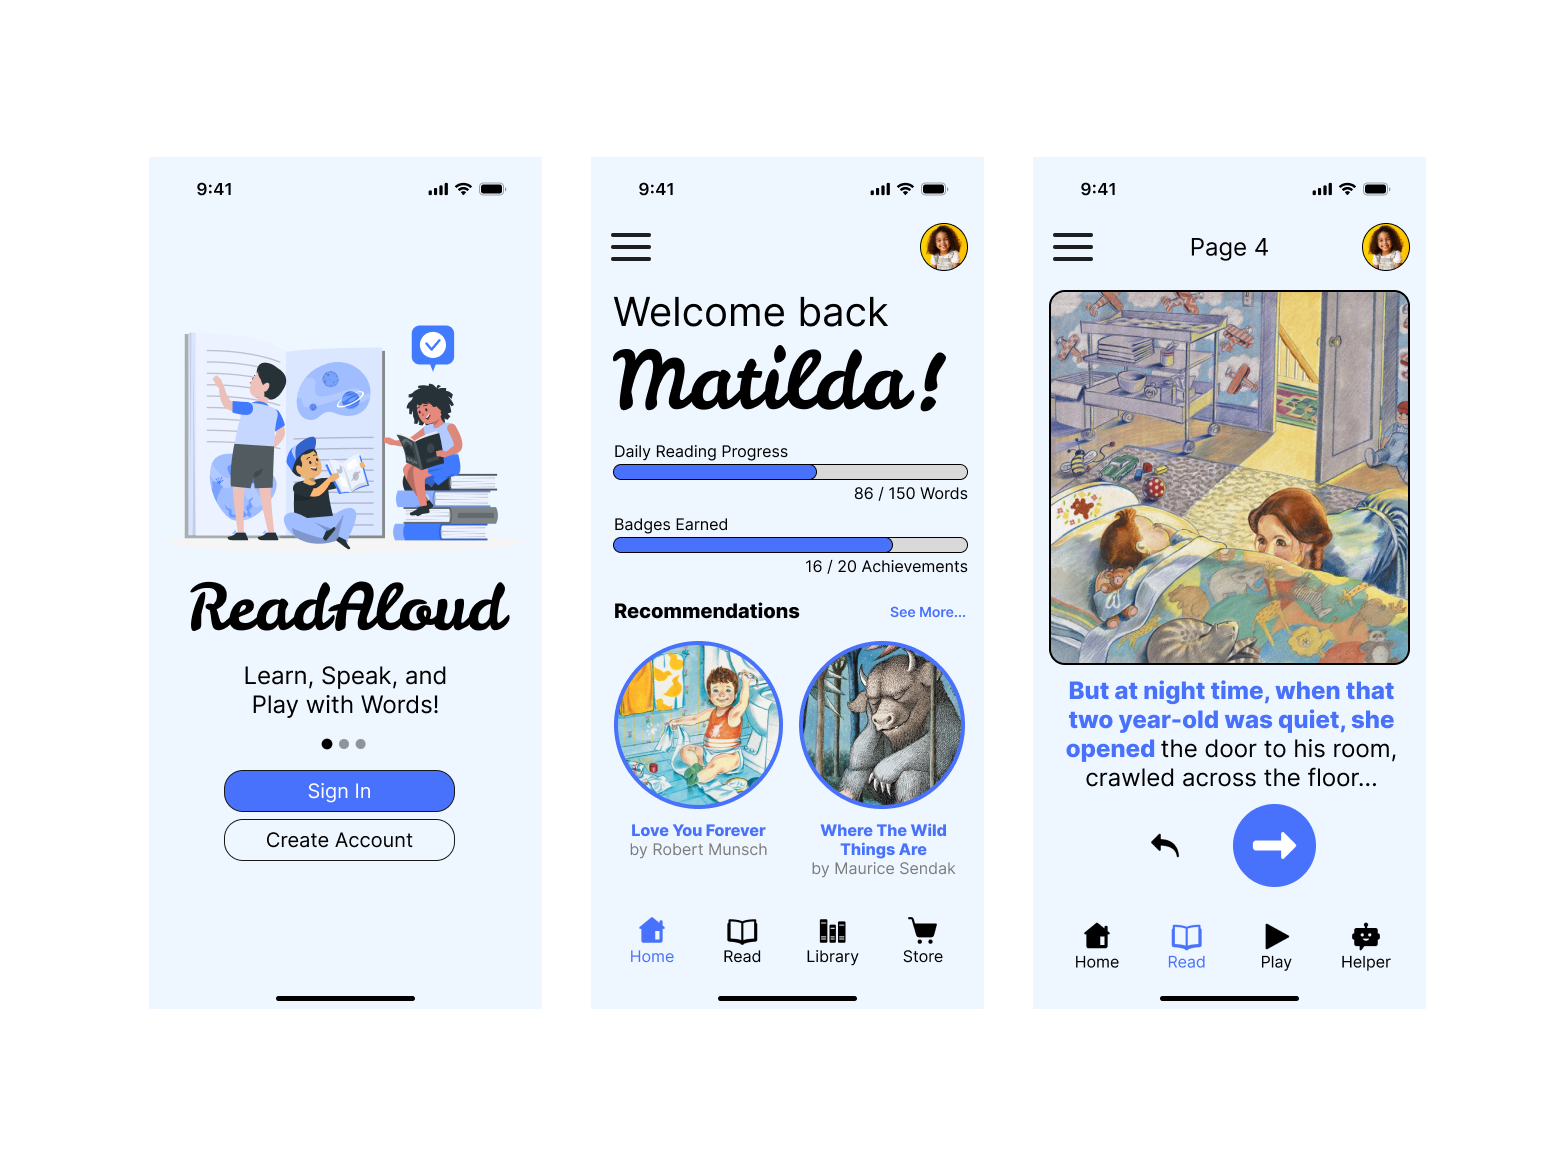 9:41
ReadAloud
Learn, Speak, and
Play with Words!
Sign In
Create Account
9:41
Welcome back
Matilda!
Daily Reading Progress
86 / 150 Words
Badges Earned
16 / 20 Achievements
Recommendations
See More...
Love You Forever
by Robert Munsch
Where The Wild
Things Are
by Maurice Sendak
Home
Read
Library
Store
9:41
Page 4
But at night time, when that
two year-old was quiet, she
opened the door to his room,
crawled across the floor...
Home
Read
Play
Helper